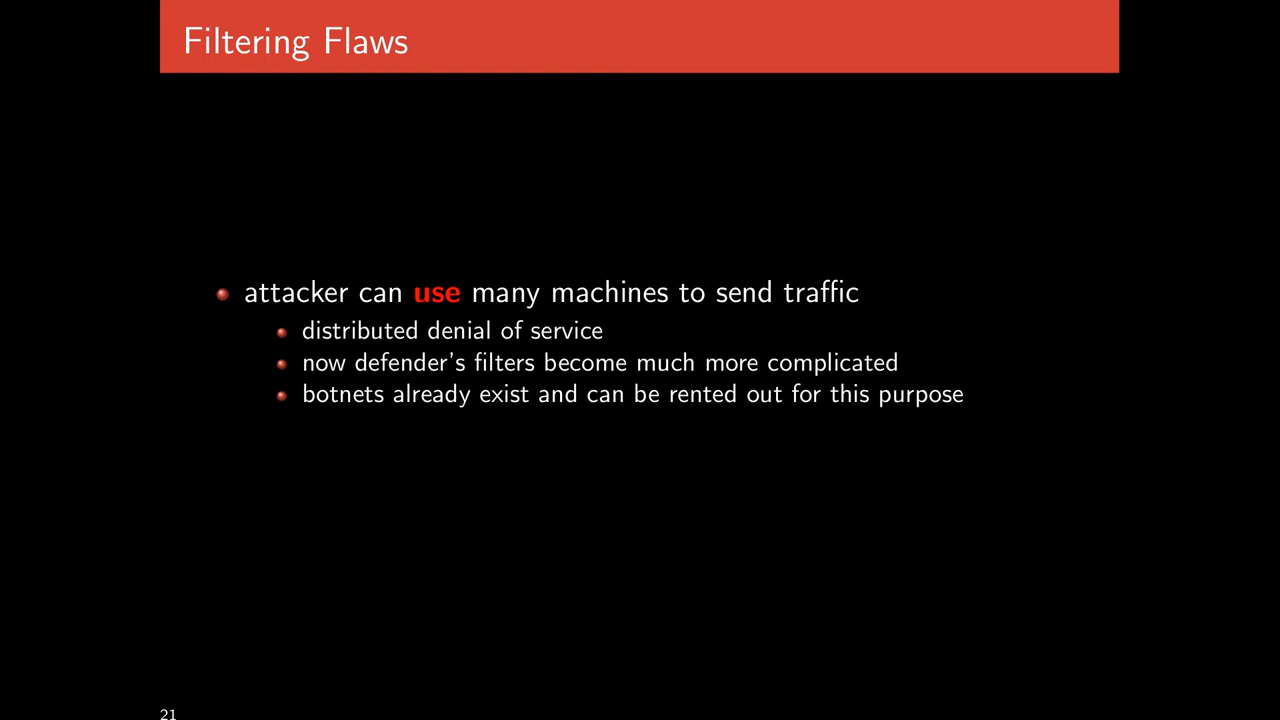 Filtering Flaws
attacker can use many machines to send traffic
distributed denial of service
now defender's filters become much more complicated
botnets already exist and can be rented out for this purpose
21